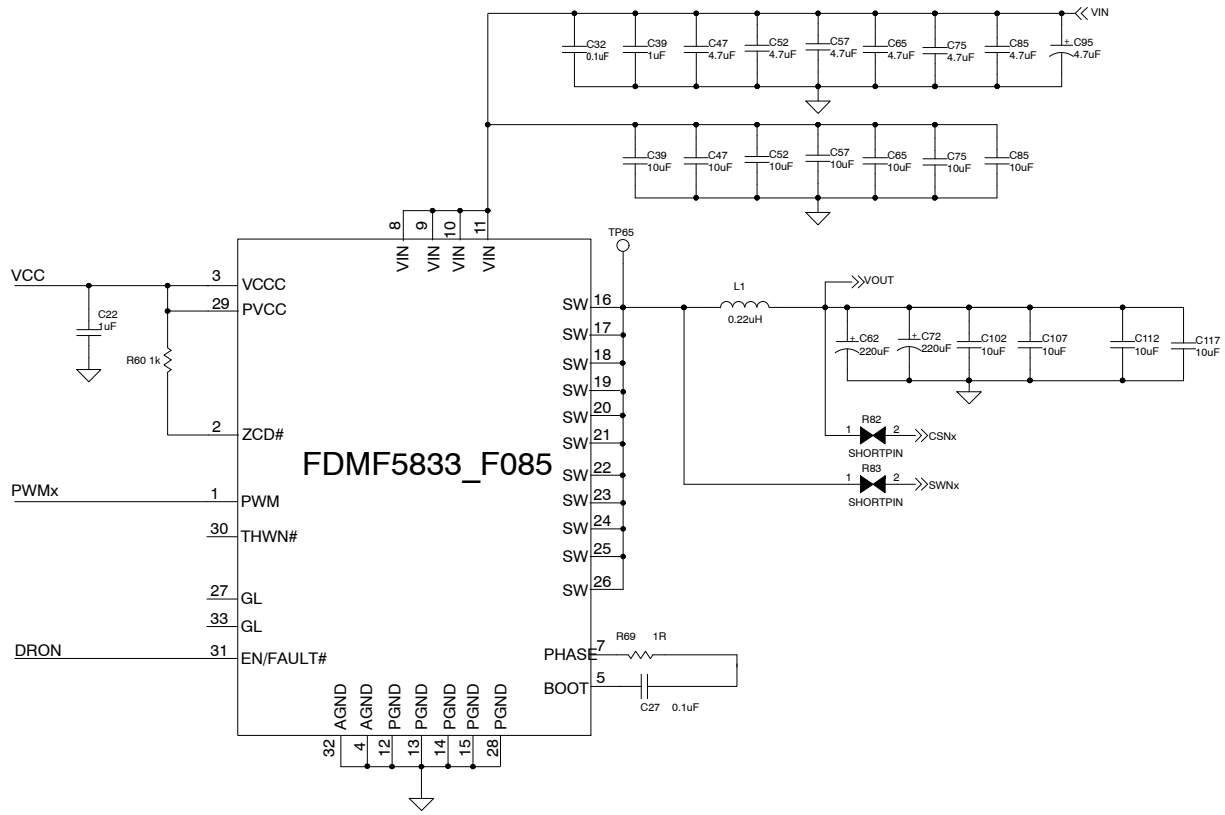 VIN
C32 C39 C47 C52 C57 C65 C75 C85 + C95
0.1uF 1uF 4.7uF 4.7uF 4.7uF 4.7uF 4.7uF 4.7uF 4.7uF
C39 C47 C52 C57 C65 C75 C85
10uF 10uF 10uF 10uF 10uF 10uF 10uF
TP65
8 9 10 11
VIN VIN VIN VIN
VCC
3 VCCC
29 PVCC
C22
1uF
R60 1k
2 ZCD#
FDMF5833_F085
PWMx
1 PWM
30 THWN#
27 GL
33 GL
DRON
31 EN/FAULT#
SW 16
SW 17
SW 18
SW 19
SW 20
SW 21
SW 22
SW 23
SW 24
SW 25
SW 26
L1
0.22uH
VOUT
+ C62 + C72 C102 C107 C112 C117
220uF 220uF 10uF 10uF 10uF 10uF
R82
1 2 CSNx
SHORTPIN
R83
1 2 SWNx
SHORTPIN
PHASE 7
R69 1R
BOOT 5
C27 0.1uF
AGND AGND PGND PGND PGND PGND PGND
32 4 12 13 14 15 28